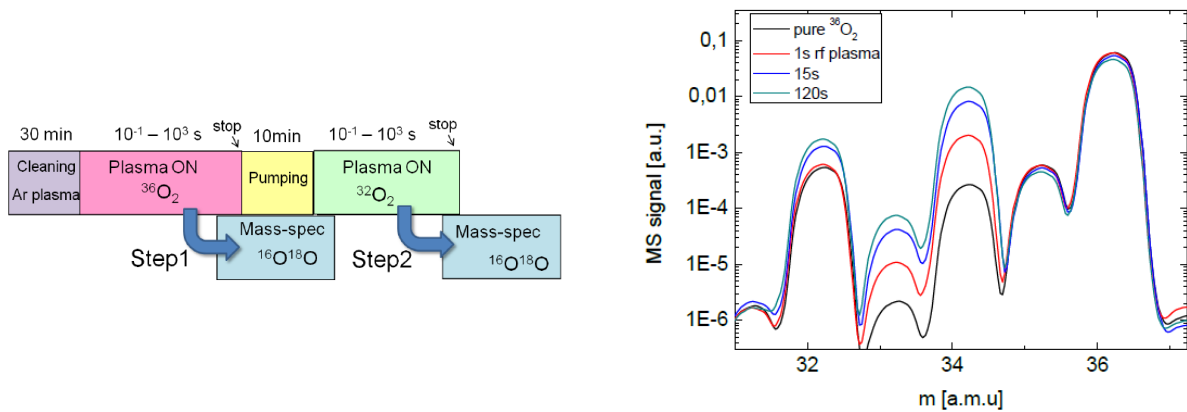 30 min
10⁻¹ – 10³ s
stop
10min
10⁻¹ – 10³ s
stop
Cleaning
Ar plasma
Plasma ON
³⁶O₂
Pumping
Plasma ON
³²O₂
Step1
Mass-spec
¹⁶O¹⁸O
Step2
Mass-spec
¹⁶O¹⁸O
pure ³⁶O₂
1s rf plasma
15s
120s
0,1
0,01
1E-3
1E-4
1E-5
1E-6
MS signal [a.u.]
32
34
36
m [a.m.u]